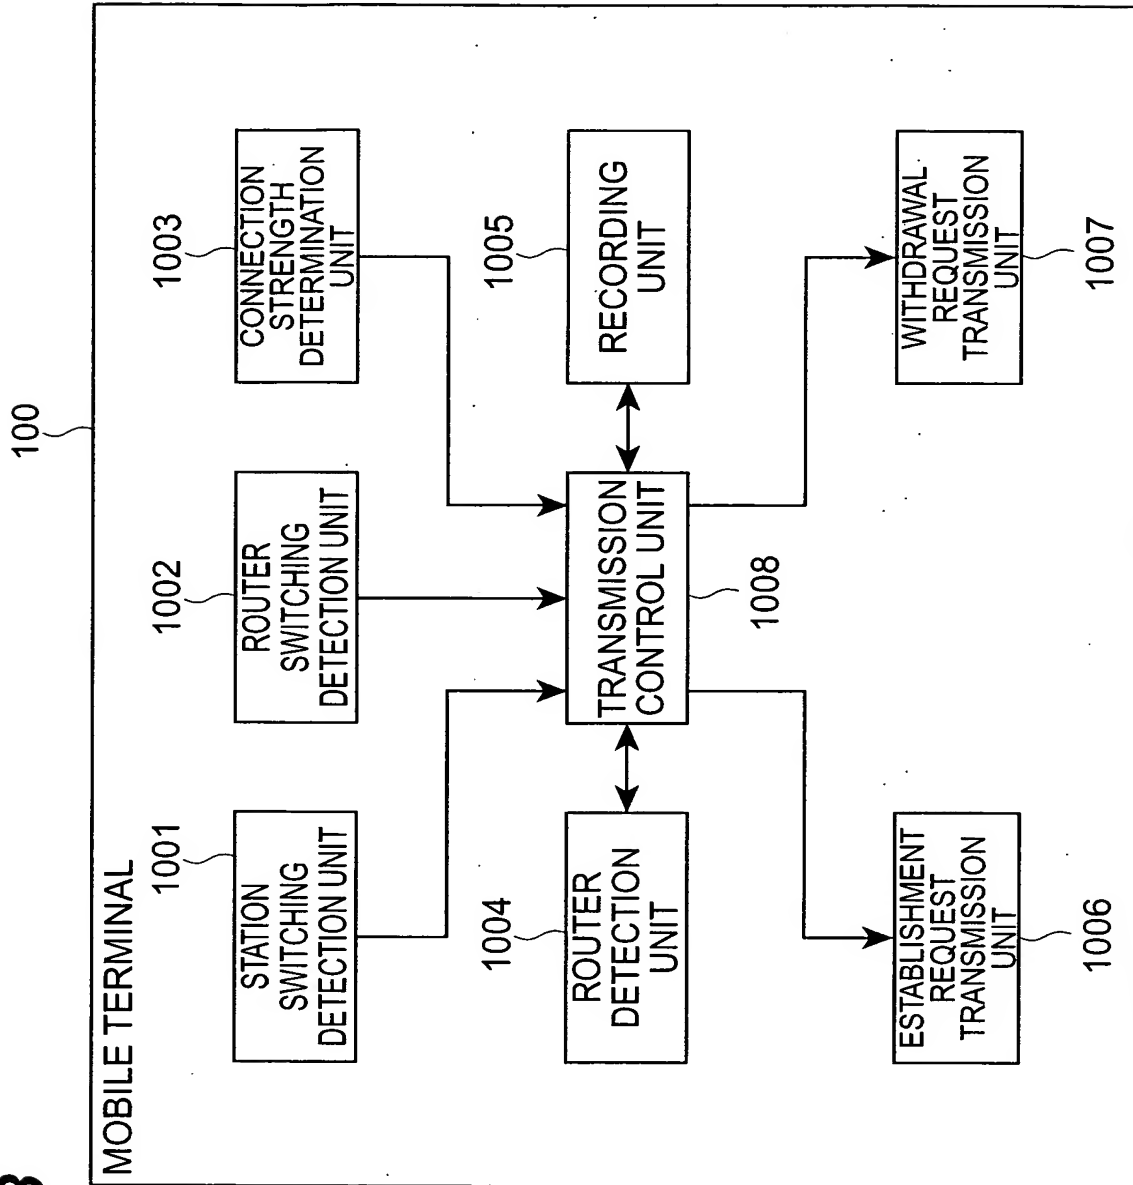 100
MOBILE TERMINAL
1001
STATION
SWITCHING
DETECTION UNIT
1002
ROUTER
SWITCHING
DETECTION UNIT
1003
CONNECTION
STRENGTH
DETERMINATION
UNIT
1004
ROUTER
DETECTION
UNIT
TRANSMISSION
CONTROL UNIT
1008
1005
RECORDING
UNIT
ESTABLISHMENT
REQUEST
TRANSMISSION
UNIT
1006
WITHDRAWAL
REQUEST
TRANSMISSION
UNIT
1007